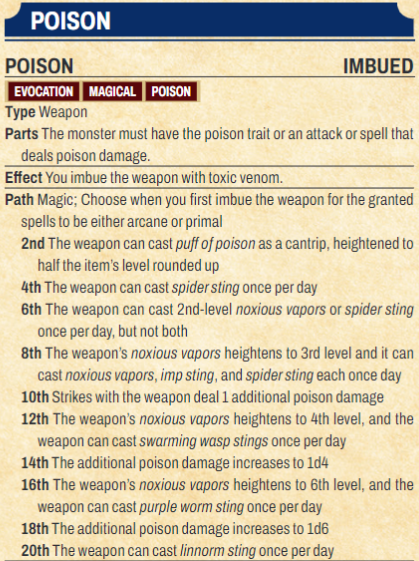 POISON
POISON IMBUED
EVOCATION MAGICAL POISON
Type Weapon
Parts The monster must have the poison trait or an attack or spell that
deals poison damage.
Effect You imbue the weapon with toxic venom.
Path Magic; Choose when you first imbue the weapon for the granted
spells to be either arcane or primal
2nd The weapon can cast puff of poison as a cantrip, heightened to
half the item's level rounded up
4th The weapon can cast spider sting once per day
6th The weapon can cast 2nd-level noxious vapors or spider sting
once per day, but not both
8th The weapon's noxious vapors heightens to 3rd level and it can
cast noxious vapors, imp sting, and spider sting each once day
10th Strikes with the weapon deal 1 additional poison damage
12th The weapon's noxious vapors heightens to 4th level, and the
weapon can cast swarming wasp stings once per day
14th The additional poison damage increases to 1d4
16th The weapon's noxious vapors heightens to 6th level, and the
weapon can cast purple worm sting once per day
18th The additional poison damage increases to 1d6
20th The weapon can cast linnorm sting once per day